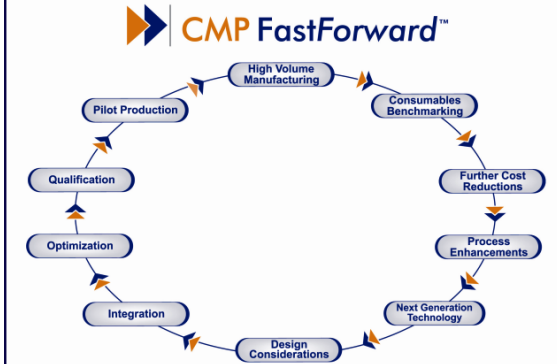 CMP FastForward™
High Volume
Manufacturing
Consumables
Benchmarking
Further Cost
Reductions
Process
Enhancements
Next Generation
Technology
Design
Considerations
Integration
Optimization
Qualification
Pilot Production